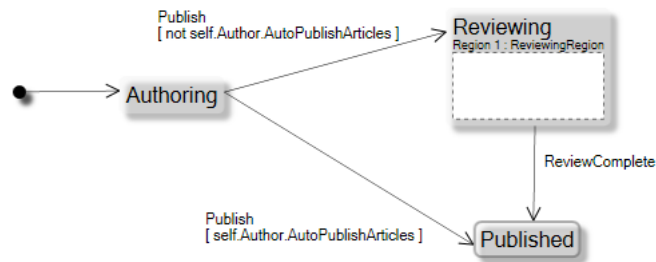 Publish
[ not self.Author.AutoPublishArticles ]
Reviewing
Region 1 : ReviewingRegion
Authoring
ReviewComplete
Publish
[ self.Author.AutoPublishArticles ]
Published